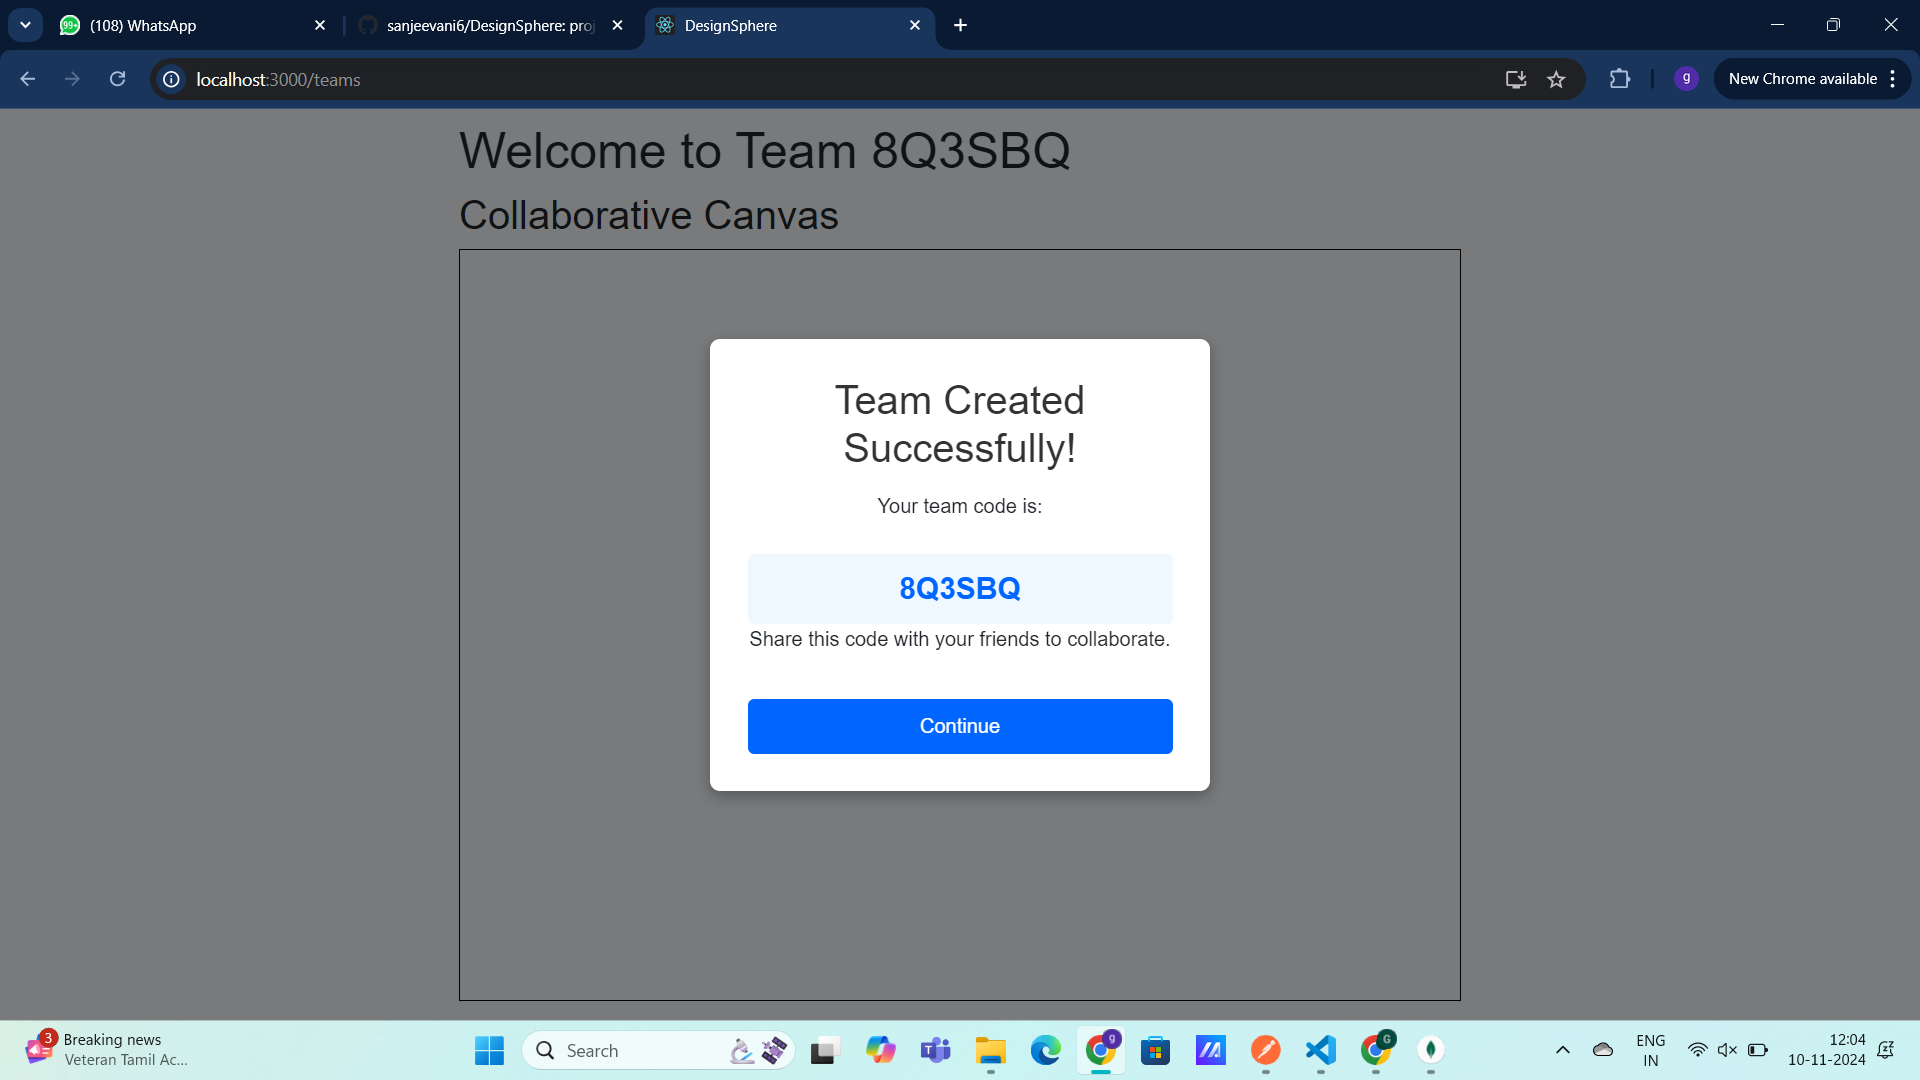 (108) WhatsApp
sanjeevani6/DesignSphere: proj
DesignSphere
localhost:3000/teams
g
New Chrome available
Welcome to Team 8Q3SBQ
Collaborative Canvas
Team Created
Successfully!
Your team code is:
8Q3SBQ
Share this code with your friends to collaborate.
Continue
3
Breaking news
Veteran Tamil Ac...
Search
g
G
ENG
IN
12:04
10-11-2024